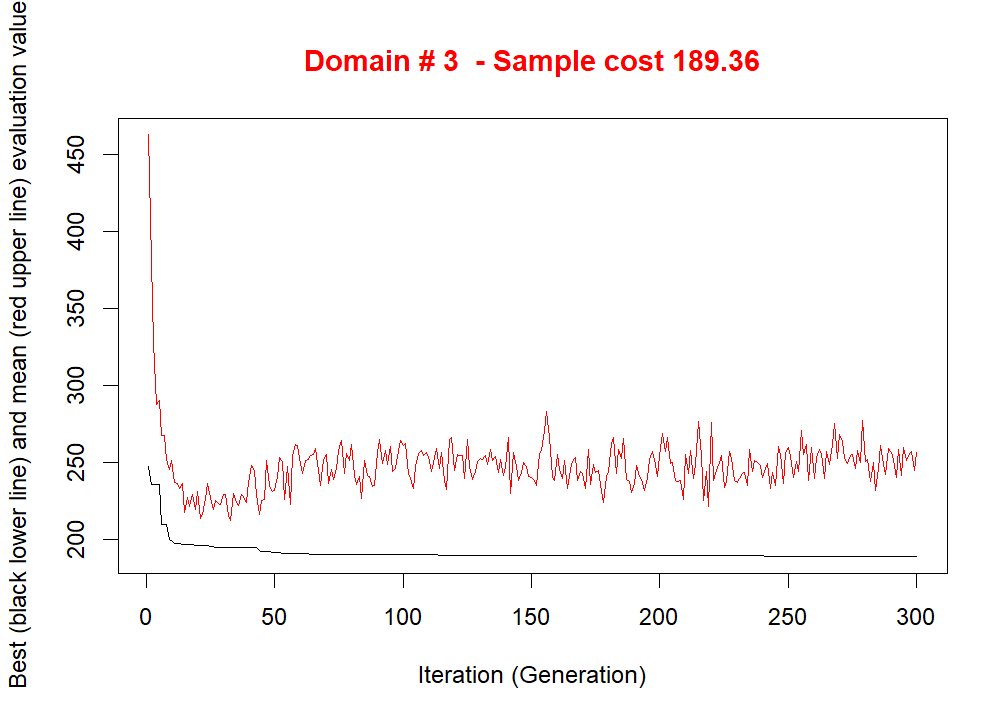 Domain # 3  - Sample cost 189.36
Best (black lower line) and mean (red upper line) evaluation value
450
400
350
300
250
200
0 50 100 150 200 250 300
Iteration (Generation)